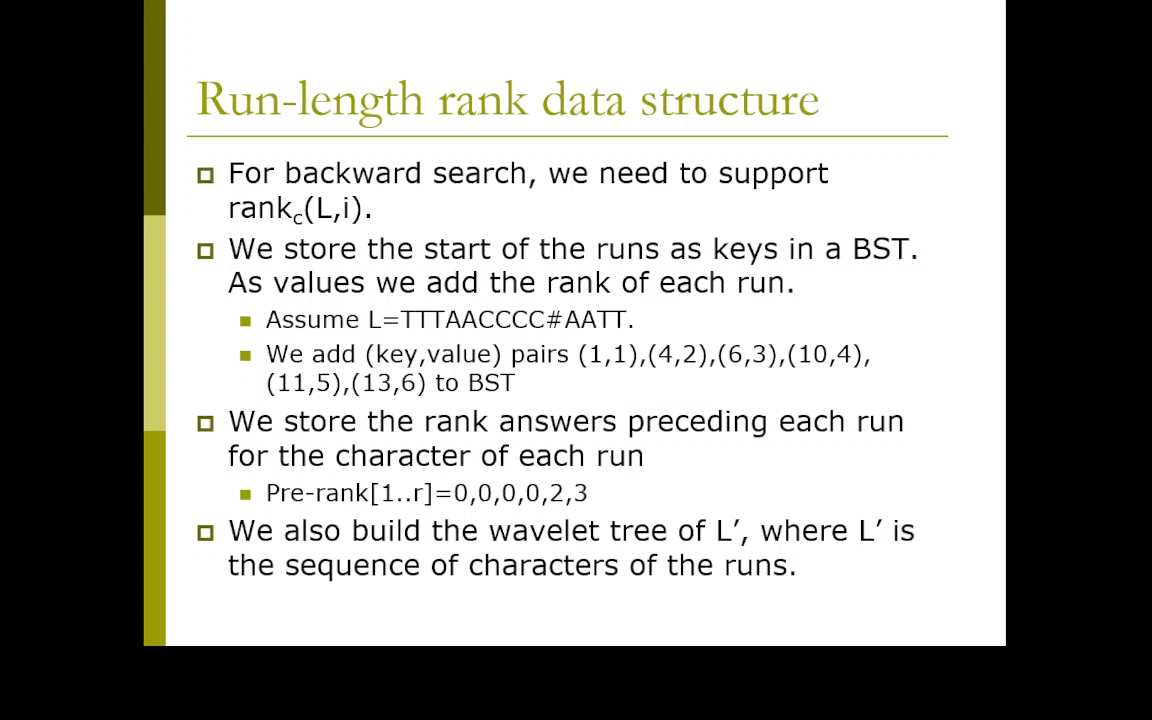 Run-length rank data structure
For backward search, we need to support
rankc(L,i).
We store the start of the runs as keys in a BST.
As values we add the rank of each run.
Assume L=TTTAACCCC#AATT.
We add (key,value) pairs (1,1),(4,2),(6,3),(10,4),
(11,5),(13,6) to BST
We store the rank answers preceding each run
for the character of each run
Pre-rank[1..r]=0,0,0,0,2,3
We also build the wavelet tree of L’, where L’ is
the sequence of characters of the runs.